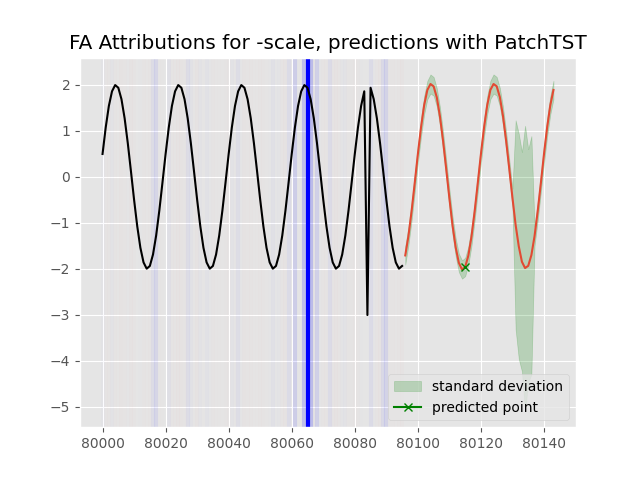 FA Attributions for -scale, predictions with PatchTST
2
1
0
−1
−2
−3
−4
−5
standard deviation
predicted point
80000 80020 80040 80060 80080 80100 80120 80140